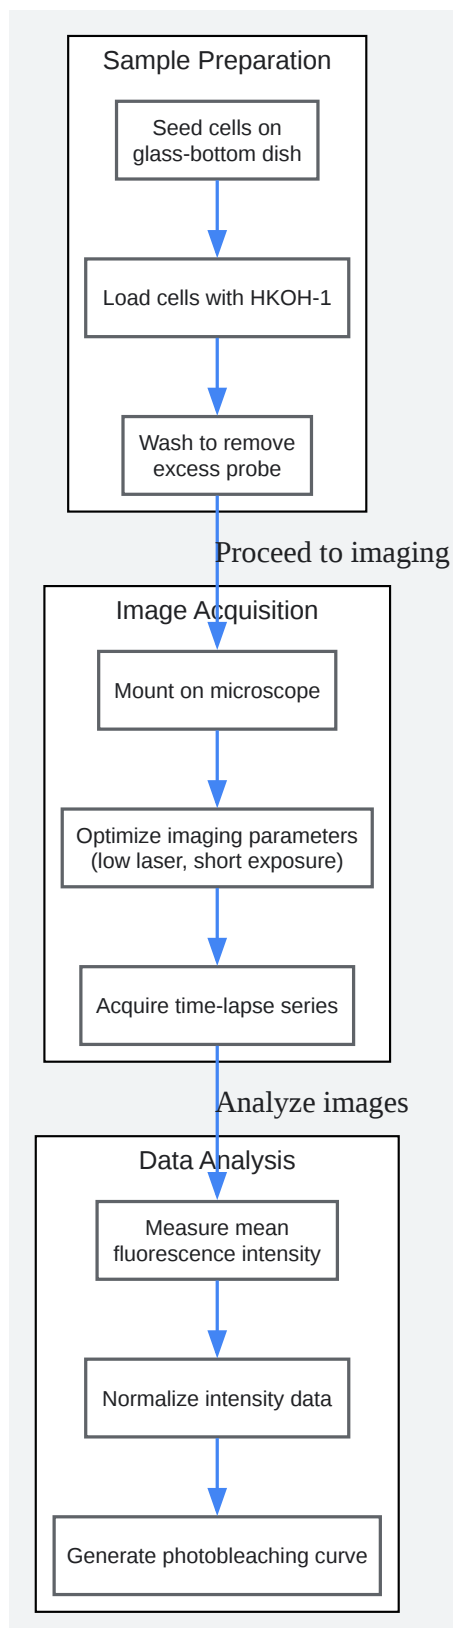 Sample Preparation
Seed cells on
glass-bottom dish
Load cells with HKOH-1
Wash to remove
excess probe
Proceed to imaging
Image Acquisition
Mount on microscope
Optimize imaging parameters
(low laser, short exposure)
Acquire time-lapse series
Analyze images
Data Analysis
Measure mean
fluorescence intensity
Normalize intensity data
Generate photobleaching curve